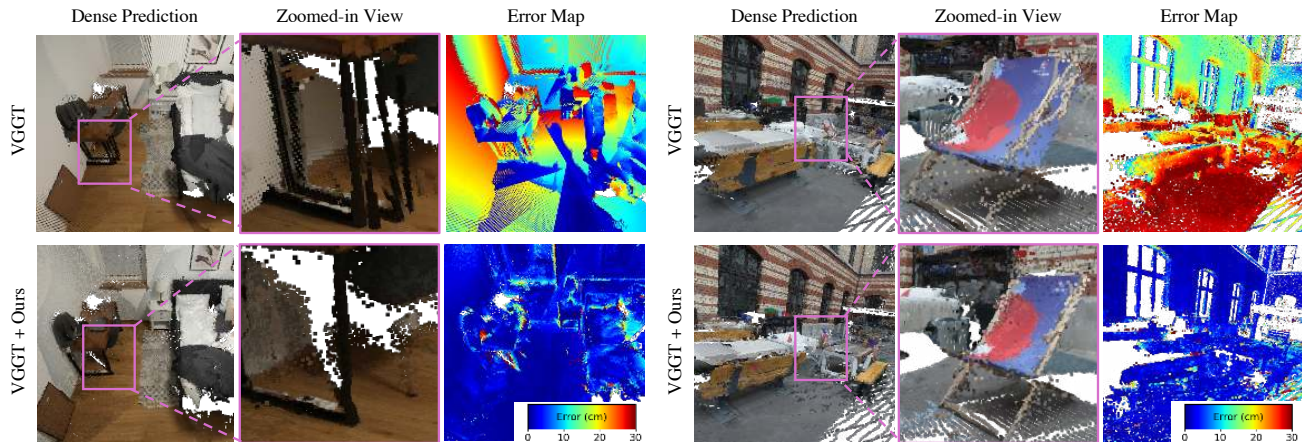 Dense Prediction Zoomed-in View Error Map Dense Prediction Zoomed-in View Error Map
VGGT
VGGT
VGGT + Ours
Error (cm)
0 10 20 30
VGGT + Ours
Error (cm)
0 10 20 30